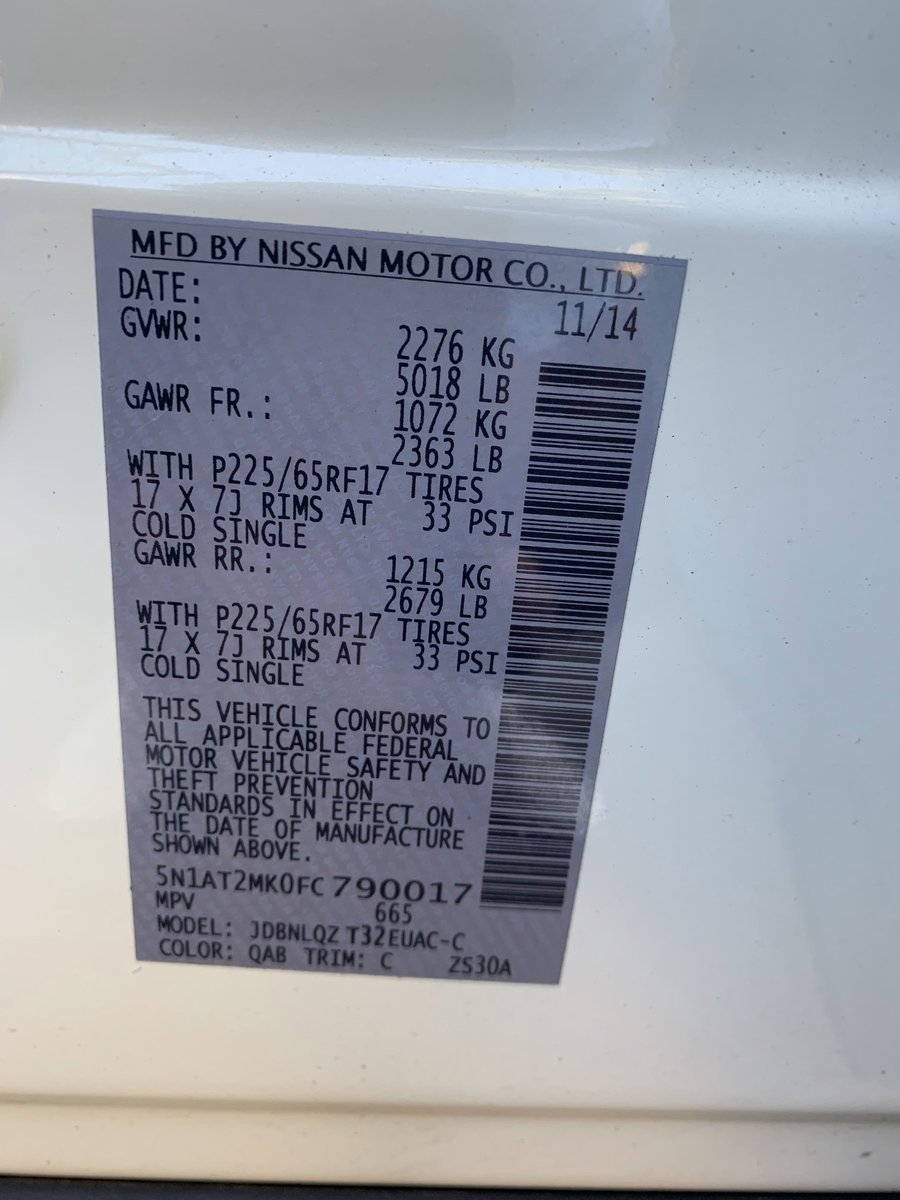 MFD BY NISSAN MOTOR CO., LTD.
DATE: 11/14
GVWR: 2276 KG
5018 LB
GAWR FR.: 1072 KG
2363 LB
WITH P225/65RF17 TIRES
17 X 7J RIMS AT 33 PSI
COLD SINGLE
GAWR RR.: 1215 KG
2679 LB
WITH P225/65RF17 TIRES
17 X 7J RIMS AT 33 PSI
COLD SINGLE
THIS VEHICLE CONFORMS TO
ALL APPLICABLE FEDERAL
MOTOR VEHICLE SAFETY AND
THEFT PREVENTION
STANDARDS IN EFFECT ON
THE DATE OF MANUFACTURE
SHOWN ABOVE.
5N1AT2MK0FC790017
MPV 665
MODEL: JDBNLQZ T32EUAC-C
COLOR: QAB TRIM: C ZS30A